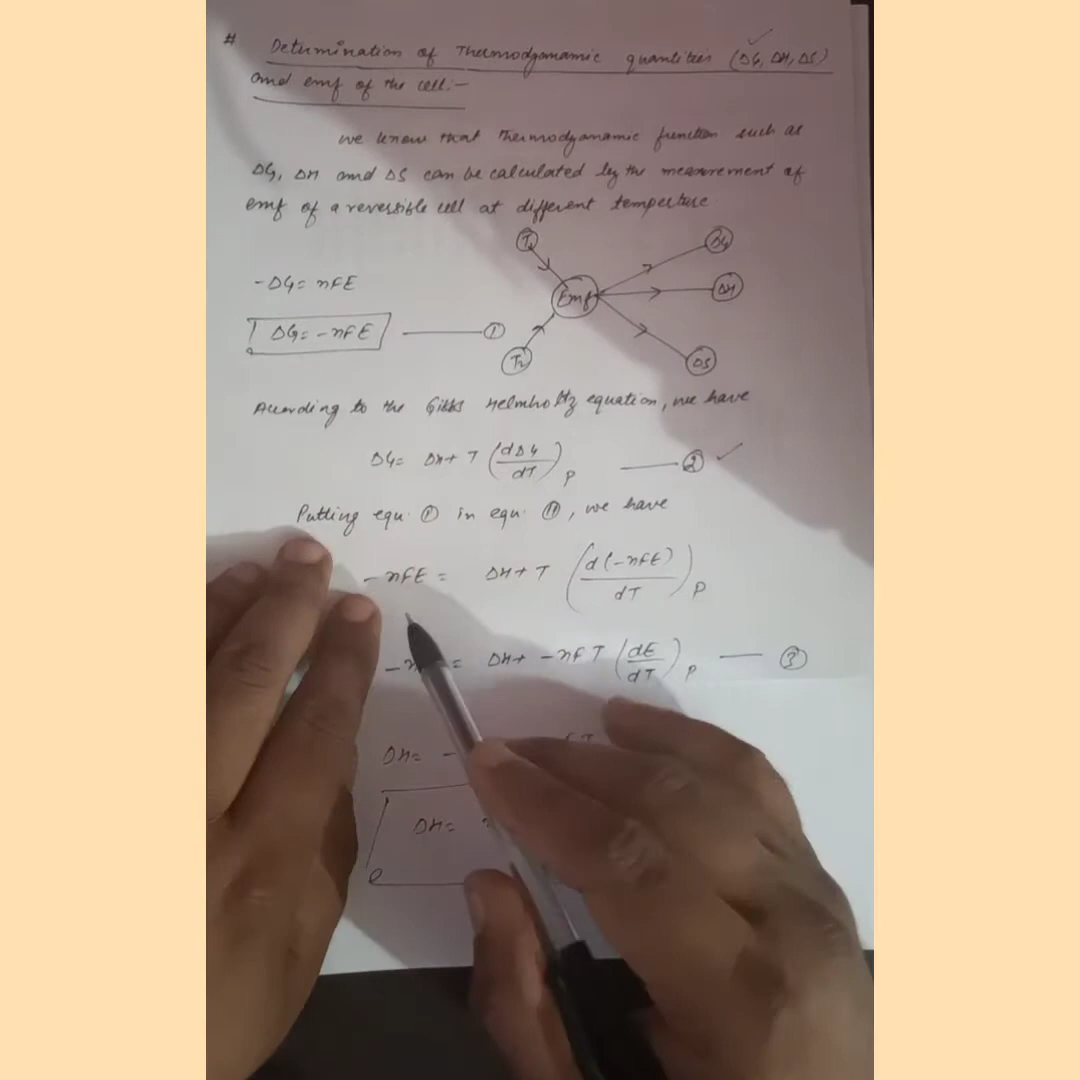 # Determination of Thermodynamic quantities (ΔG, ΔH, ΔS)
and emf of the cell:-
we know that thermodynamic function such as
ΔG, ΔH and ΔS can be calculated by the measurement of
emf of a reversible cell at different temperture
T1 ΔG
-ΔG = nFE Emf ΔH
ΔG = -nFE ①
T2 ΔS
According to the Gibbs Helmholtz equation, we have
ΔG = ΔH + T (dΔG/dT)P ②
Putting equ. ① in equ. ⑪, we have
-nFE = ΔH + T (d(-nFE)/dT)P
-n = ΔH + -nFT (dE/dT)P ③
ΔH = -
ΔH =